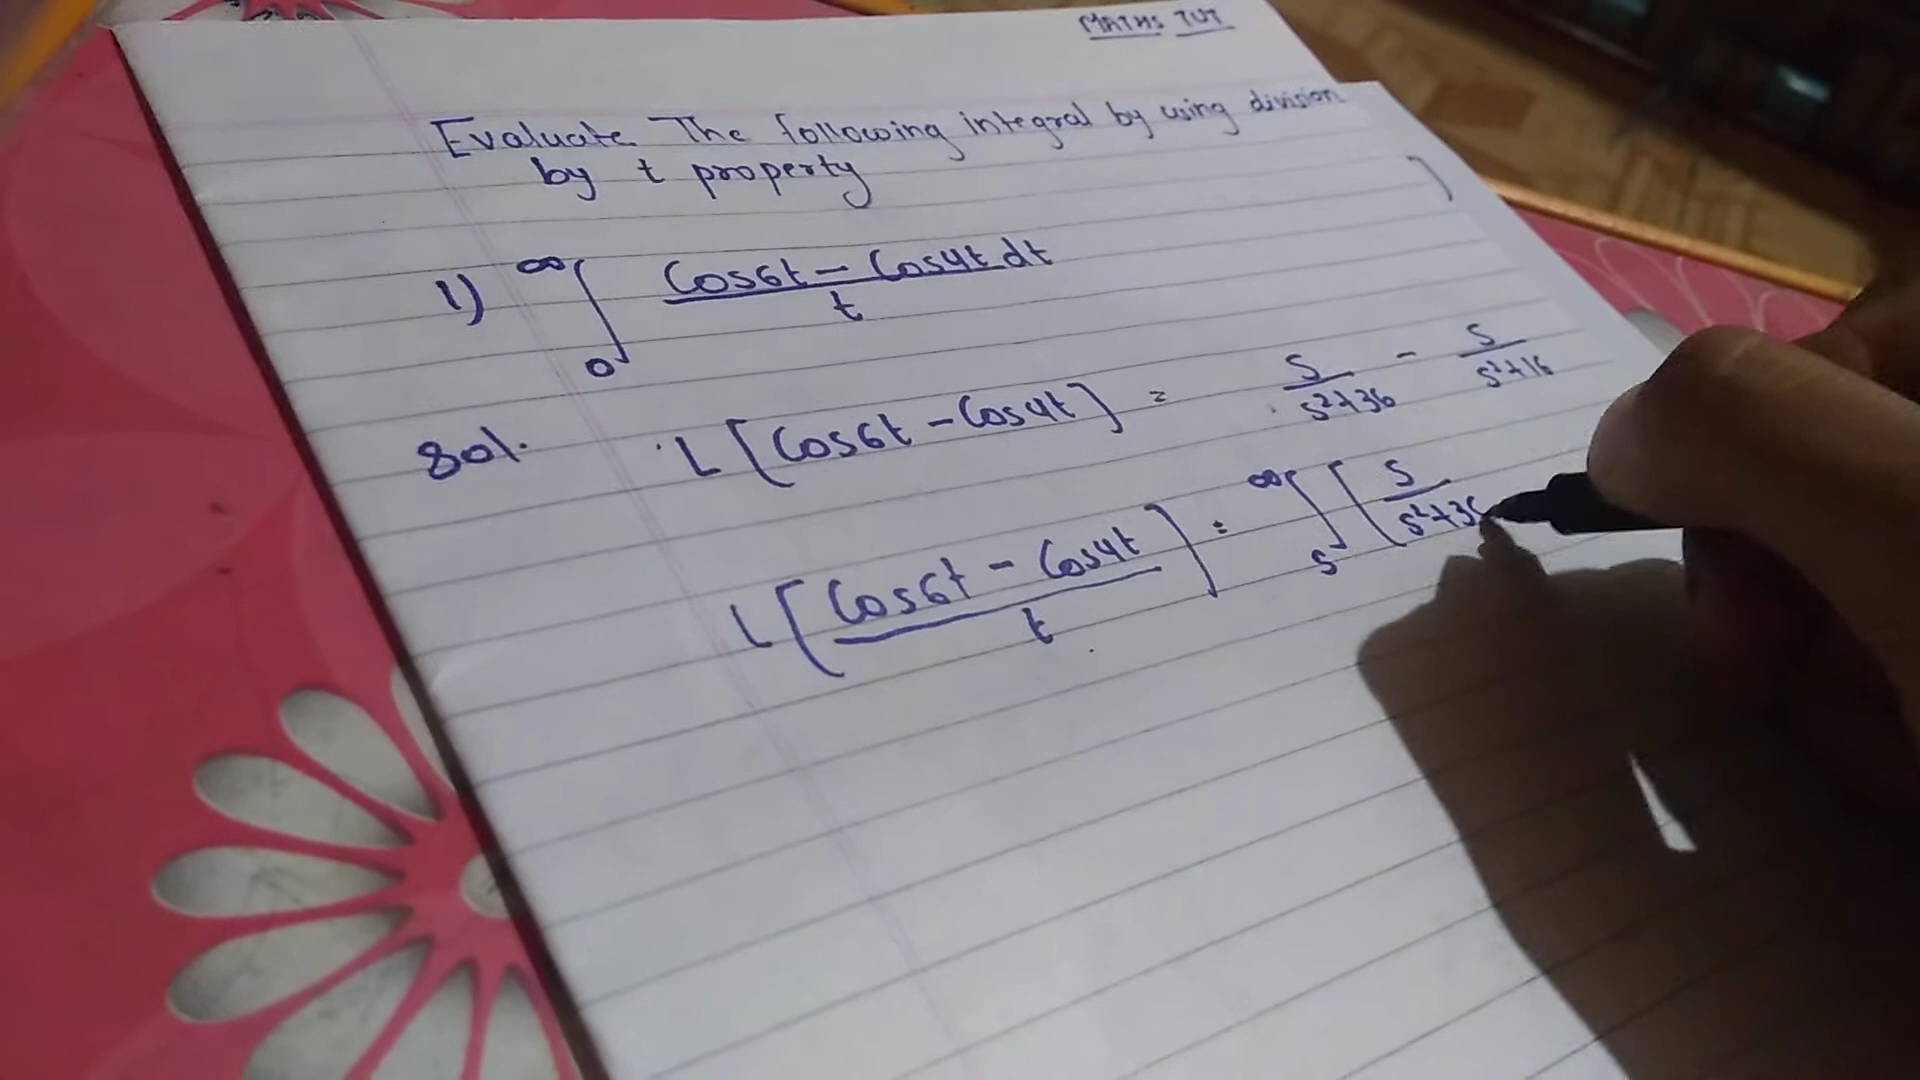 MATHS TUT
Evaluate The following integral by using division
by t property
1) ∞∫0 Cos6t - Cos4t dt / t
Sol. L [Cos6t - Cos4t] = s/s²+36 - s/s²+16
L [Cos6t - Cos4t / t] = ∞∫s [s/s²+36